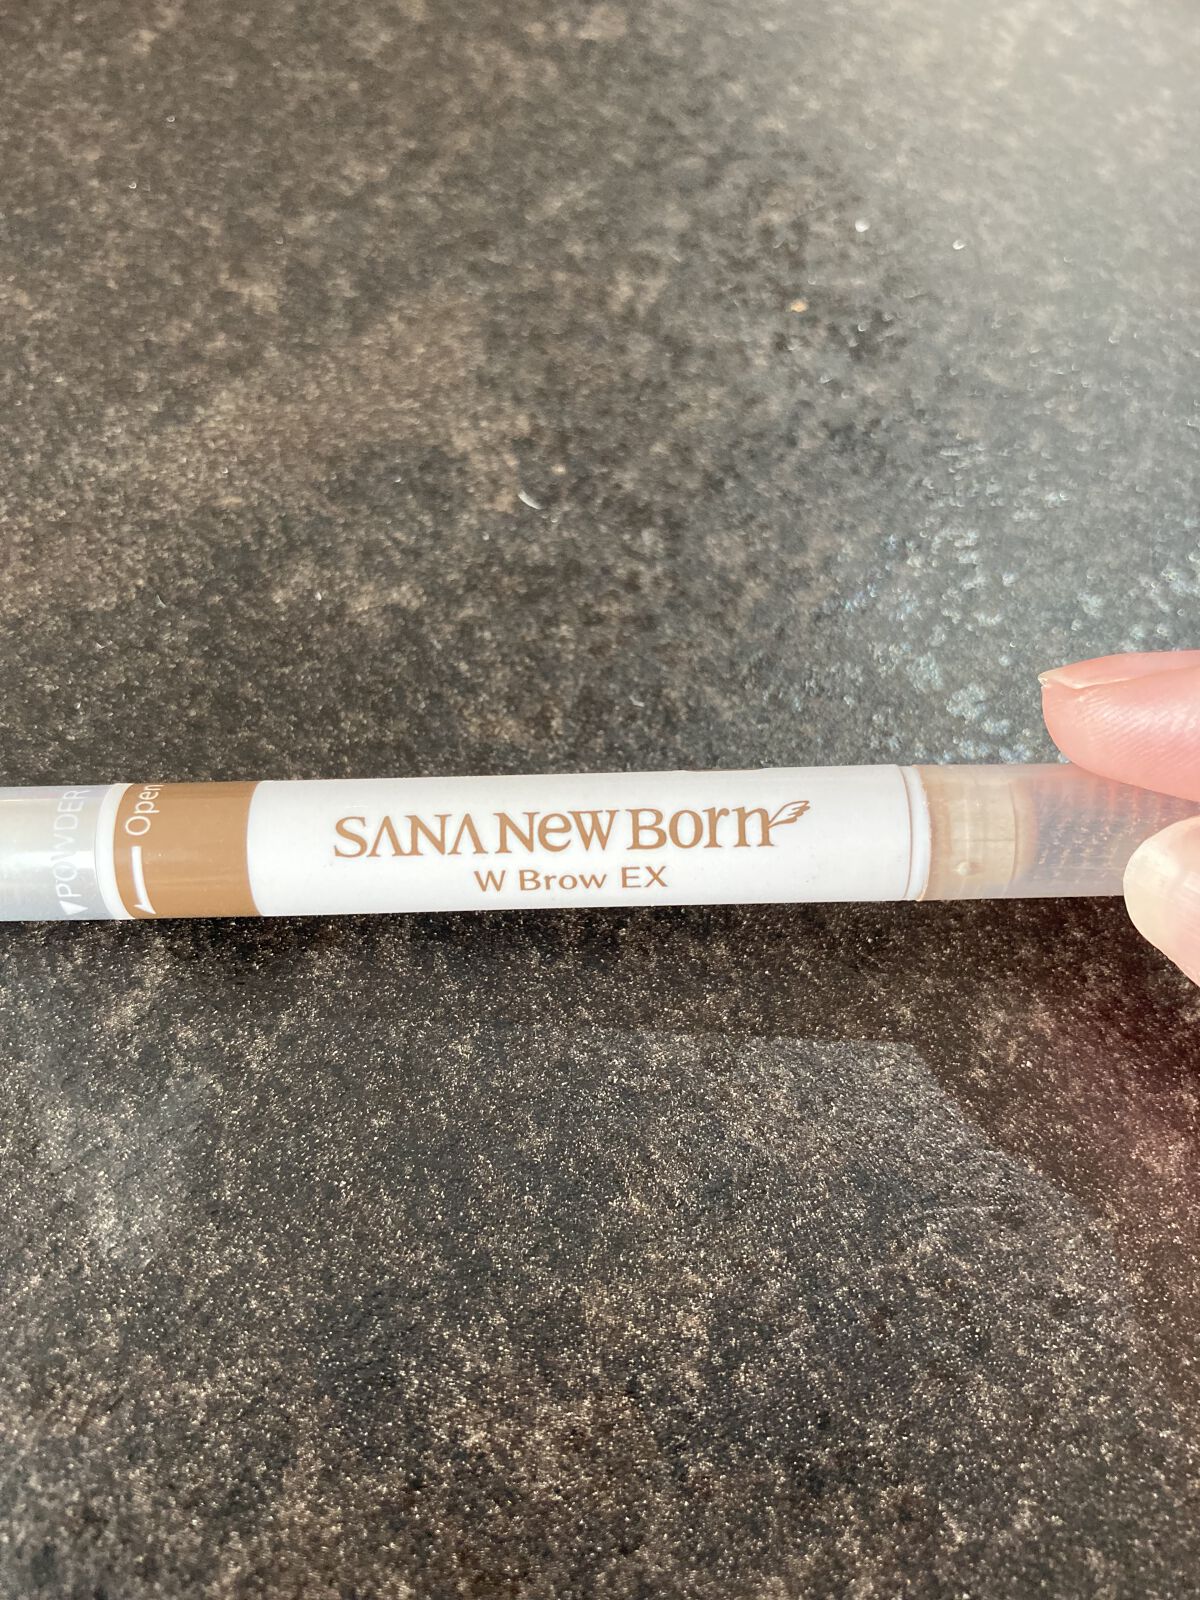 SANA New Born
W Brow EX
Open
POWDER